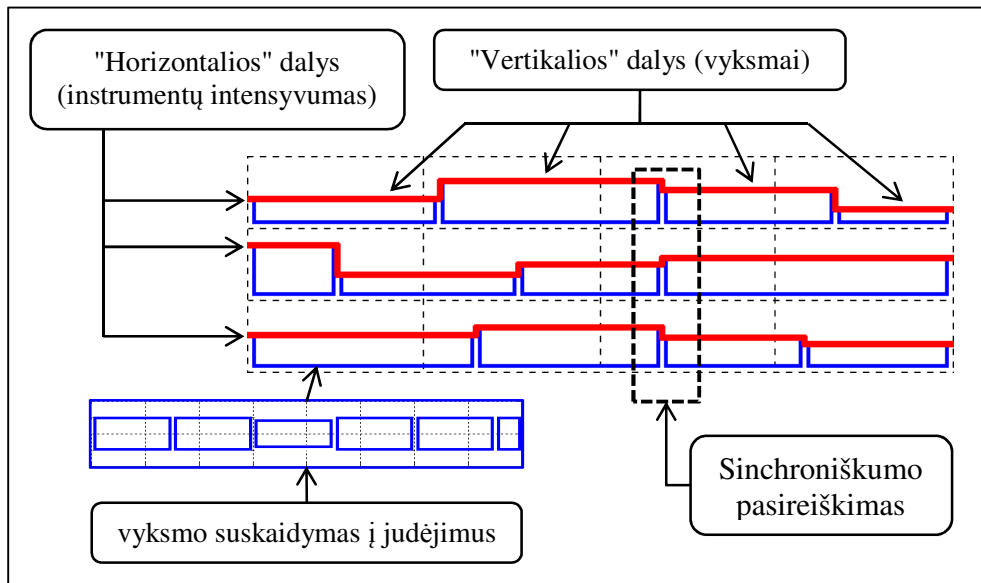 "Horizontalios" dalys
(instrumentų intensyvumas)
"Vertikalios" dalys (vyksmai)
Sinchroniškumo
pasireiškimas
vyksmo suskaidymas į judėjimus